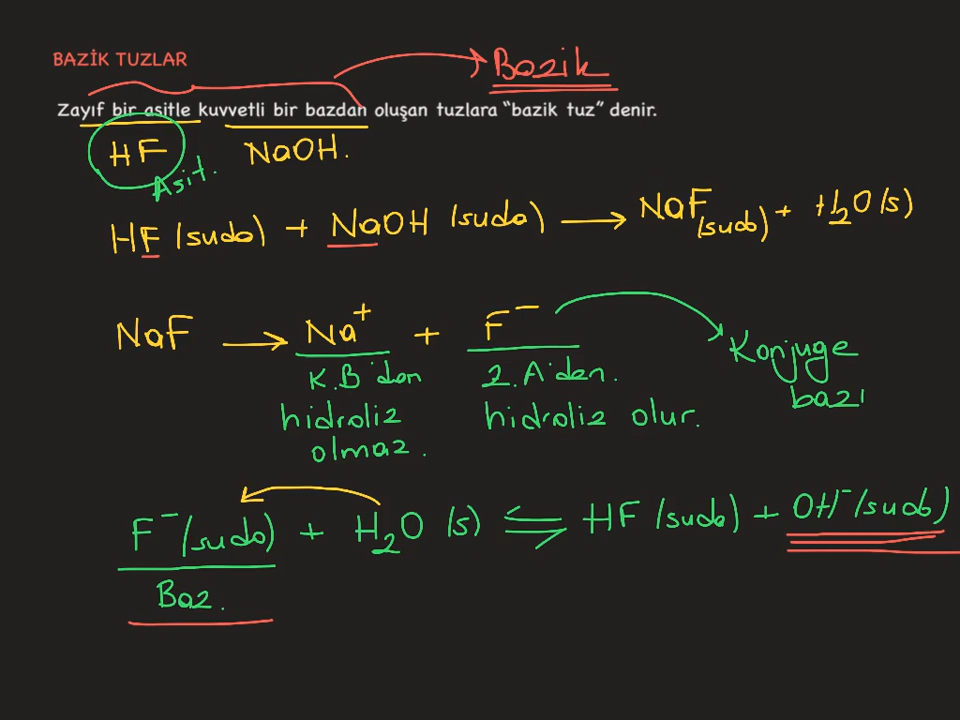 BAZİK TUZLAR
Bazik
Zayıf bir asitle kuvvetli bir bazdan oluşan tuzlara “bazik tuz” denir.
HF NaOH.
Asit.
HF (suda) + NaOH (suda) → NaF(suda) + H₂O (s)
NaF → Na⁺ + F⁻
Konjuge
bazı
K.B'dan
hidroliz
olmaz.
Z.A'den.
hidroliz olur.
F⁻ (suda) + H₂O (s) ⇌ HF (suda) + OH⁻ (suda)
Baz.